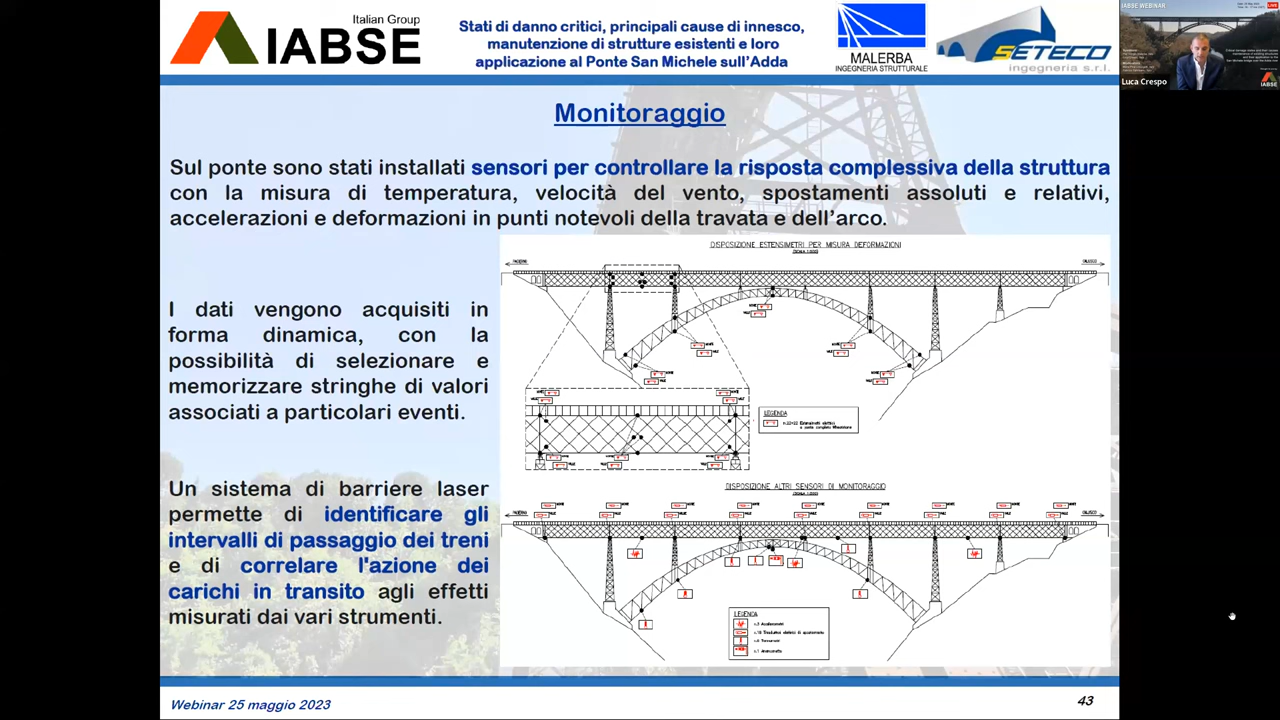 Italian Group
IABSE
Stati di danno critici, principali cause di innesco,
manutenzione di strutture esistenti e loro
applicazione al Ponte San Michele sull'Adda
MALERBA
INGEGNERIA STRUTTURALE
SETECO
ingegneria s.r.l.
IABSE WEBINAR
LIVE
Luca Crespo
IABSE
Monitoraggio
Sul ponte sono stati installati sensori per controllare la risposta complessiva della struttura
con la misura di temperatura, velocità del vento, spostamenti assoluti e relativi,
accelerazioni e deformazioni in punti notevoli della travata e dell'arco.
I dati vengono acquisiti in
forma dinamica, con la
possibilità di selezionare e
memorizzare stringhe di valori
associati a particolari eventi.
Un sistema di barriere laser
permette di identificare gli
intervalli di passaggio dei treni
e di correlare l'azione dei
carichi in transito agli effetti
misurati dai vari strumenti.
DISPOSIZIONE ESTENSIMETRI PER MISURA DEFORMAZIONI
PADERNO
CALUSCO
LEGENDA
DISPOSIZIONE ALTRI SENSORI DI MONITORAGGIO
PADERNO
CALUSCO
LEGENDA
Webinar 25 maggio 2023
43